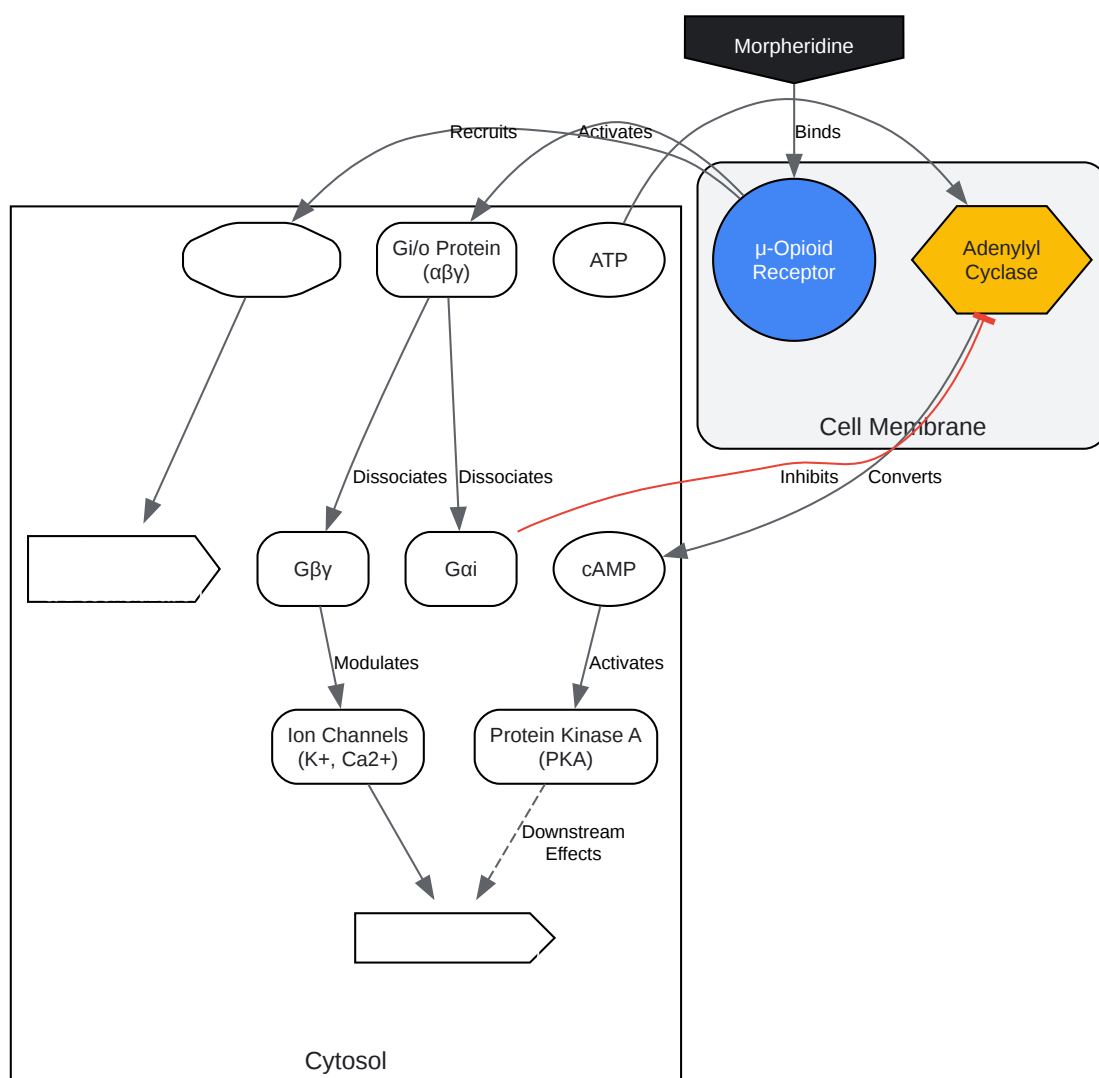 Morpheridine
Recruits
Activates
Binds
Gi/o Protein
(αβγ)
ATP
μ-Opioid
Receptor
Adenylyl
Cyclase
Cell Membrane
Dissociates
Dissociates
Inhibits
Converts
Gβγ
Gαi
cAMP
Modulates
Activates
Ion Channels
(K+, Ca2+)
Protein Kinase A
(PKA)
Downstream
Effects
Cytosol